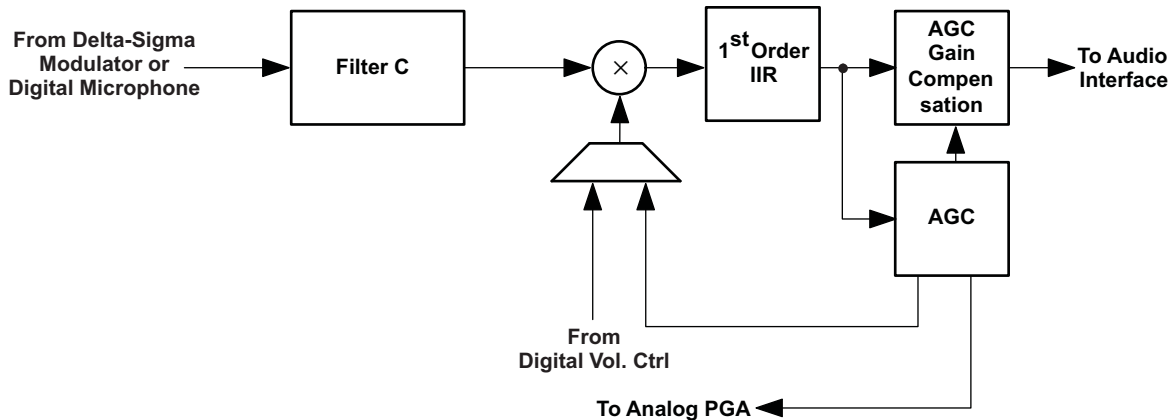 From Delta-Sigma
Modulator or
Digital Microphone
Filter C
×
1st Order
IIR
AGC
Gain
Compen
sation
To Audio
Interface
AGC
From
Digital Vol. Ctrl
To Analog PGA